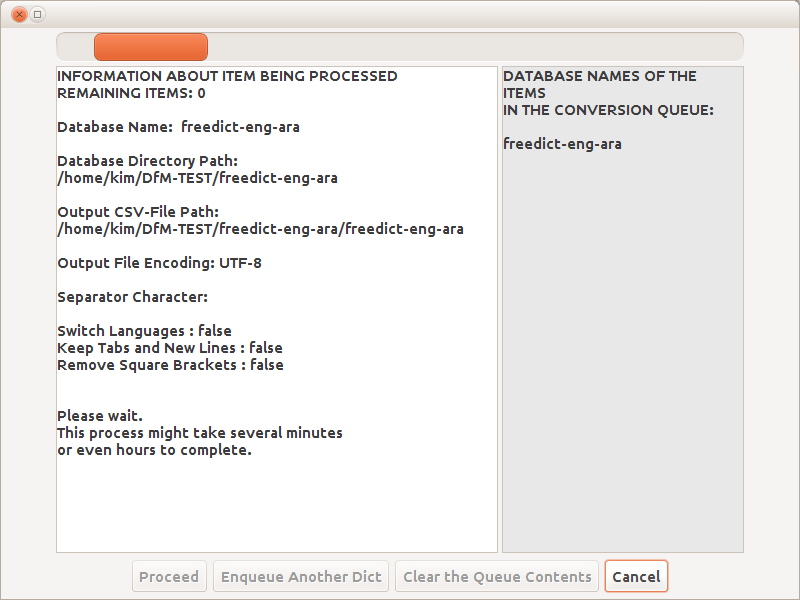 INFORMATION ABOUT ITEM BEING PROCESSED
REMAINING ITEMS: 0
Database Name:  freedict-eng-ara
Database Directory Path:
/home/kim/DfM-TEST/freedict-eng-ara
Output CSV-File Path:
/home/kim/DfM-TEST/freedict-eng-ara/freedict-eng-ara
Output File Encoding: UTF-8
Separator Character:
Switch Languages : false
Keep Tabs and New Lines : false
Remove Square Brackets : false
Please wait.
This process might take several minutes
or even hours to complete.
DATABASE NAMES OF THE
ITEMS
IN THE CONVERSION QUEUE:
freedict-eng-ara
Proceed
Enqueue Another Dict
Clear the Queue Contents
Cancel